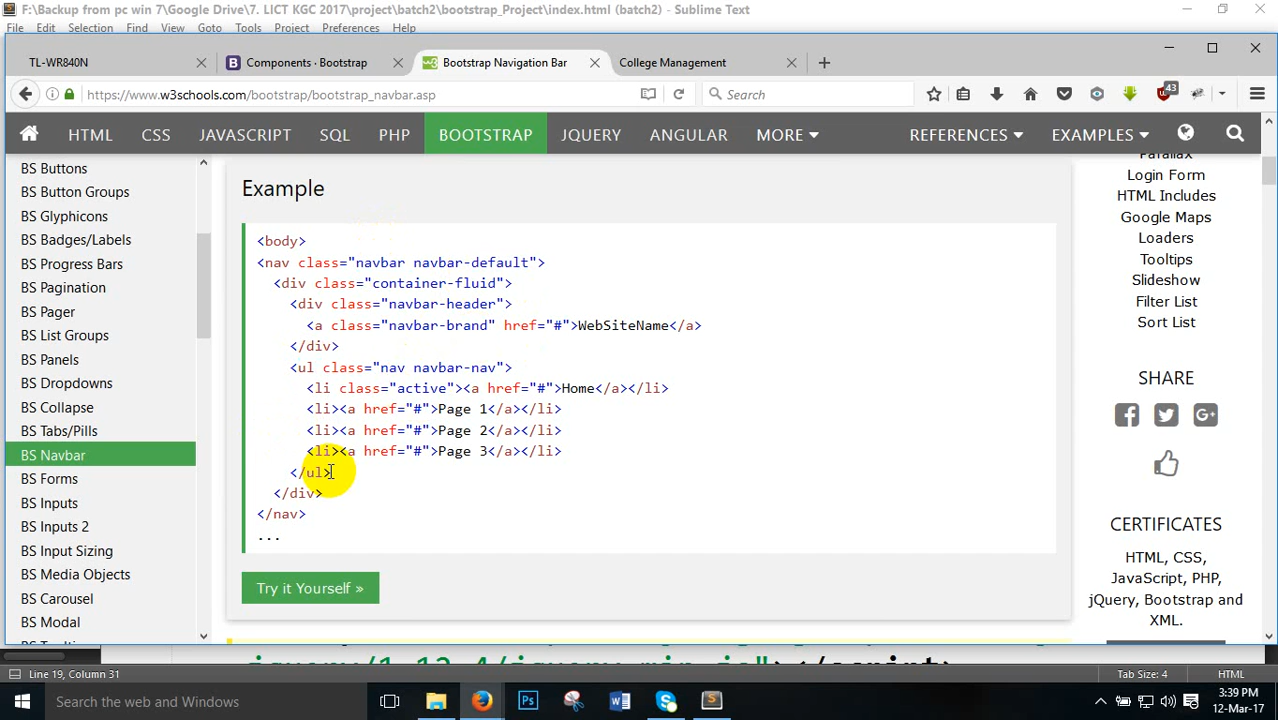 F:\Backup from pc win 7\Google Drive\7. LICT KGC 2017\project\batch2\bootstrap_Project\index.html (batch2) - Sublime Text
File Edit Selection Find View Goto Tools Project Preferences Help
TL-WR840N
Components · Bootstrap
Bootstrap Navigation Bar
College Management
https://www.w3schools.com/bootstrap/bootstrap_navbar.asp
Search
43
HTML CSS JAVASCRIPT SQL PHP BOOTSTRAP JQUERY ANGULAR MORE REFERENCES EXAMPLES
BS Buttons
BS Button Groups
BS Glyphicons
BS Badges/Labels
BS Progress Bars
BS Pagination
BS Pager
BS List Groups
BS Panels
BS Dropdowns
BS Collapse
BS Tabs/Pills
BS Navbar
BS Forms
BS Inputs
BS Inputs 2
BS Input Sizing
BS Media Objects
BS Carousel
BS Modal
Example
<body>
<nav class="navbar navbar-default">
<div class="container-fluid">
<div class="navbar-header">
<a class="navbar-brand" href="#">WebSiteName</a>
</div>
<ul class="nav navbar-nav">
<li class="active"><a href="#">Home</a></li>
<li><a href="#">Page 1</a></li>
<li><a href="#">Page 2</a></li>
<li><a href="#">Page 3</a></li>
</ul>
</div>
</nav>
...
Try it Yourself »
Parallax
Login Form
HTML Includes
Google Maps
Loaders
Tooltips
Slideshow
Filter List
Sort List
SHARE
CERTIFICATES
HTML, CSS,
JavaScript, PHP,
jQuery, Bootstrap and
XML.
jquery/1.12.4/jquery.min.js"></script>
Line 19, Column 31
Tab Size: 4
HTML
Search the web and Windows
3:39 PM
12-Mar-17